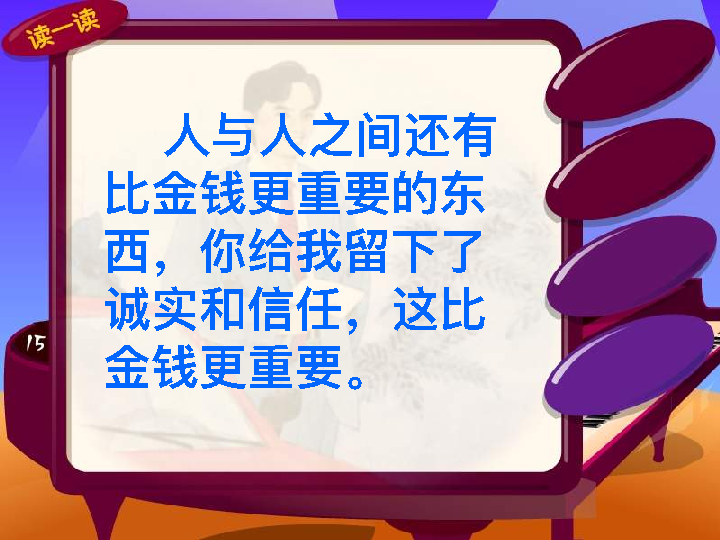 读一读
人与人之间还有
比金钱更重要的东
西，你给我留下了
诚实和信任，这比
金钱更重要。
15